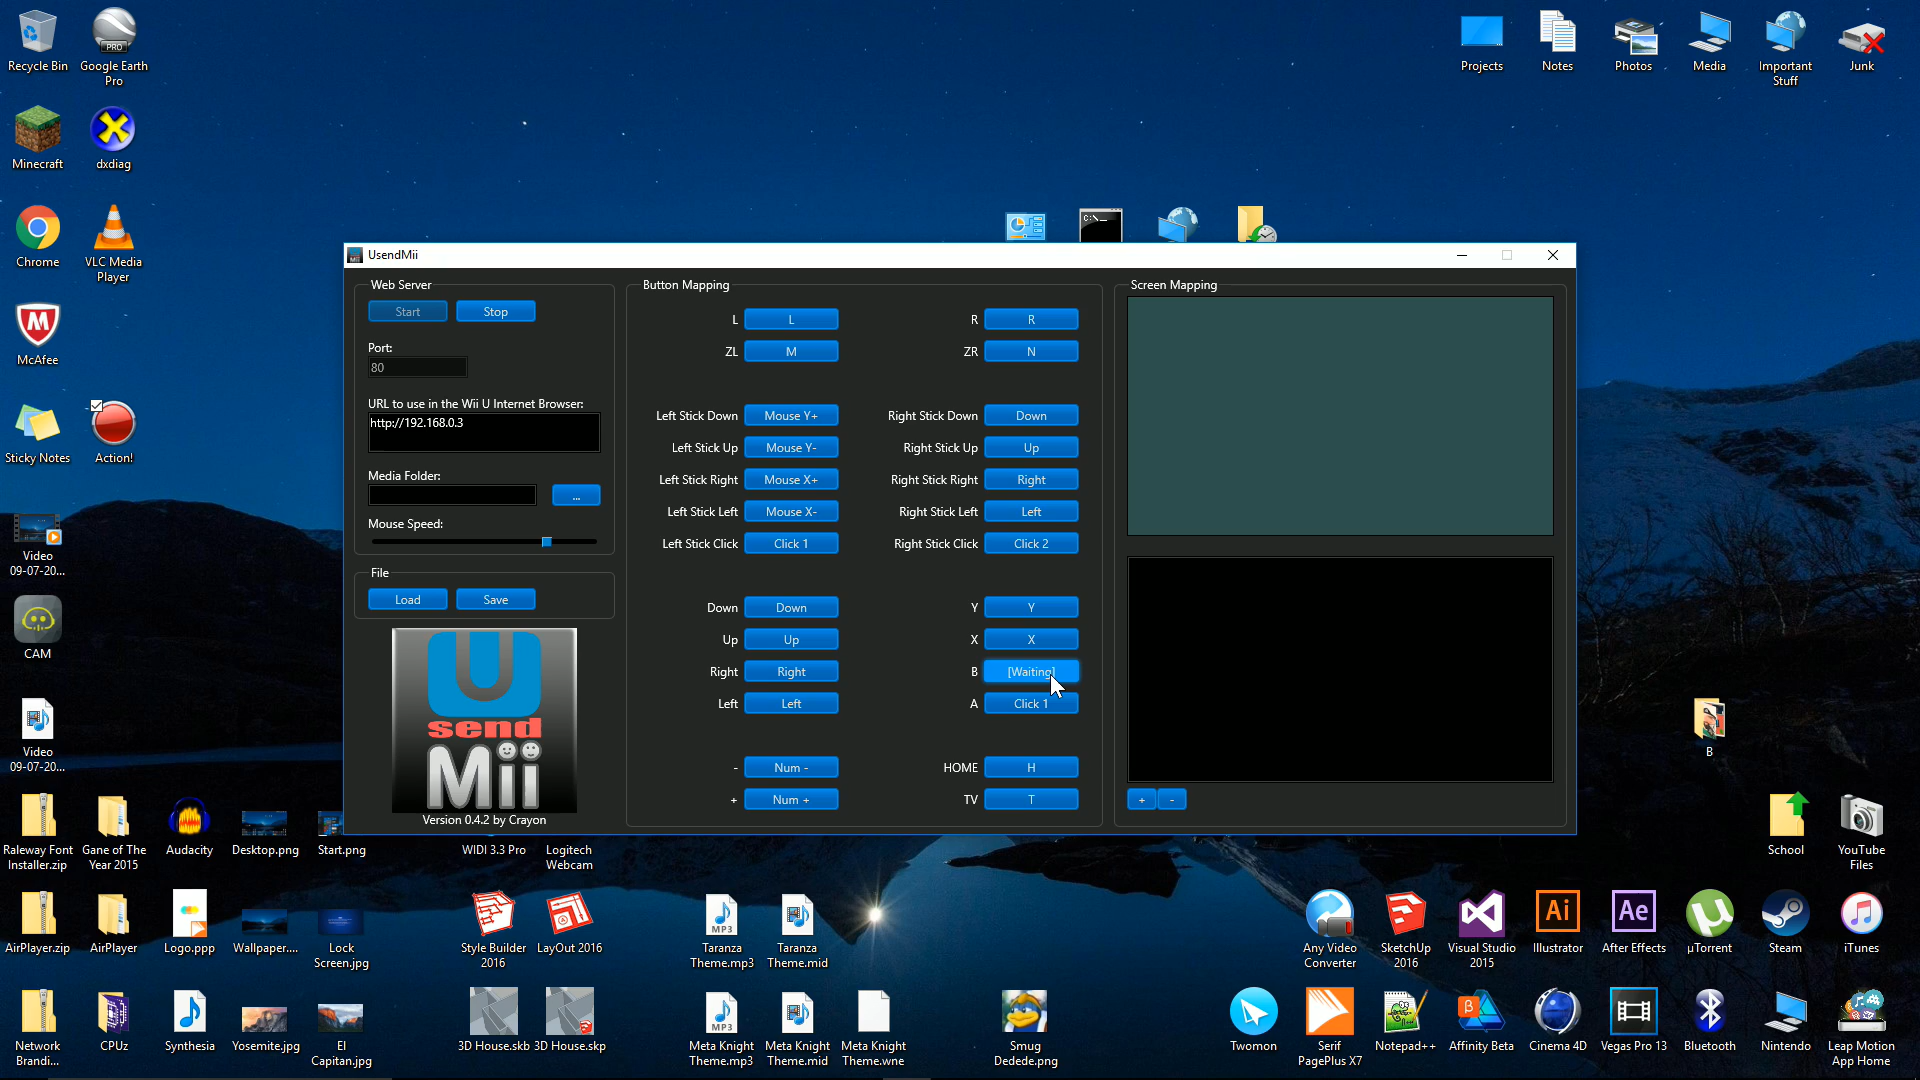 Recycle Bin
Google Earth
Pro
PRO
Projects
Notes
Photos
Media
Important
Stuff
Junk
Minecraft
dxdiag
Chrome
VLC Media
Player
McAfee
Sticky Notes
Action!
Video
09-07-20...
CAM
Video
09-07-20...
C:\_
UsendMii
Web Server
Start
Stop
Port:
80
URL to use in the Wii U Internet Browser:
http://192.168.0.3
Media Folder:
...
Mouse Speed:
File
Load
Save
U
send
Mii
Version 0.4.2 by Crayon
Button Mapping
L L
R R
ZL M
ZR N
Left Stick Down Mouse Y+
Right Stick Down Down
Left Stick Up Mouse Y-
Right Stick Up Up
Left Stick Right Mouse X+
Right Stick Right Right
Left Stick Left Mouse X-
Right Stick Left Left
Left Stick Click Click 1
Right Stick Click Click 2
Down Down
Y Y
Up Up
X X
Right Right
B [Waiting]
Left Left
A Click 1
- Num -
HOME H
+ Num +
TV T
Screen Mapping
+ -
B
Raleway Font
Installer.zip
Gane of The
Year 2015
Audacity
Desktop.png
Start.png
WIDI 3.3 Pro
Logitech
Webcam
School
YouTube
Files
AirPlayer.zip
AirPlayer
Logo.ppp
Wallpaper....
Lock
Screen.jpg
Style Builder
2016
LayOut 2016
MP3
Taranza
Theme.mp3
Taranza
Theme.mid
Any Video
Converter
SketchUp
2016
Visual Studio
2015
Ai
Illustrator
Ae
After Effects
µTorrent
Steam
iTunes
Network
Brandi...
CPUz
Synthesia
Yosemite.jpg
El
Capitan.jpg
3D House.skb
3D House.skp
MP3
Meta Knight
Theme.mp3
Meta Knight
Theme.mid
Meta Knight
Theme.wne
Smug
Dedede.png
Twomon
Serif
PagePlus X7
Notepad++
β
Affinity Beta
Cinema 4D
Vegas Pro 13
Bluetooth
Nintendo
Leap Motion
App Home